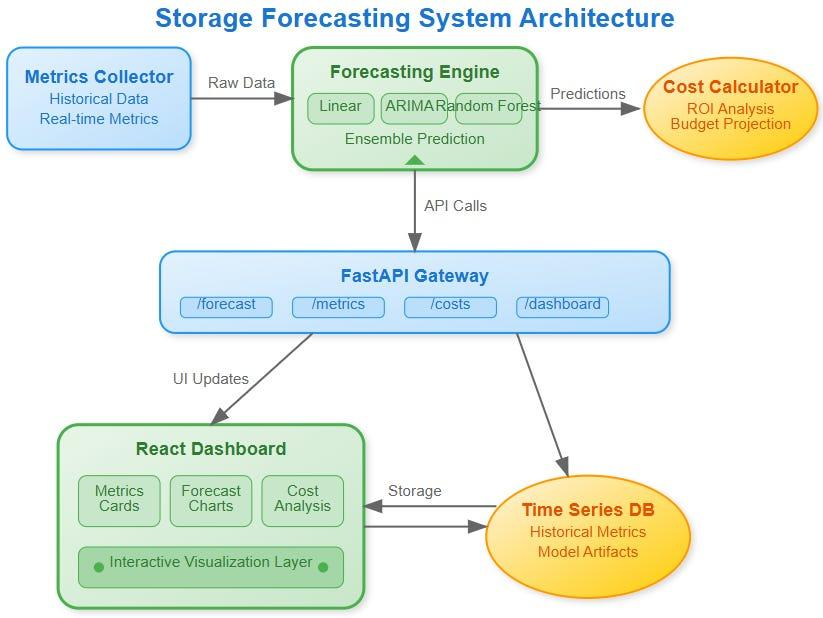 Storage Forecasting System Architecture
Metrics Collector
Historical Data
Real-time Metrics
Raw Data
Forecasting Engine
Linear
ARIMA
Random Forest
Ensemble Prediction
Predictions
Cost Calculator
ROI Analysis
Budget Projection
API Calls
FastAPI Gateway
/forecast
/metrics
/costs
/dashboard
UI Updates
React Dashboard
Metrics
Cards
Forecast
Charts
Cost
Analysis
Interactive Visualization Layer
Storage
Time Series DB
Historical Metrics
Model Artifacts